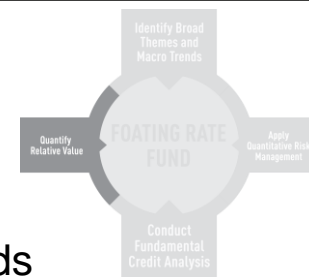 Identify Broad
Themes and
Macro Trends
Quantify
Relative Value
FOATING RATE
FUND
Apply
Quantitative Risk
Management
Conduct
Fundamental
Credit Analysis
ds